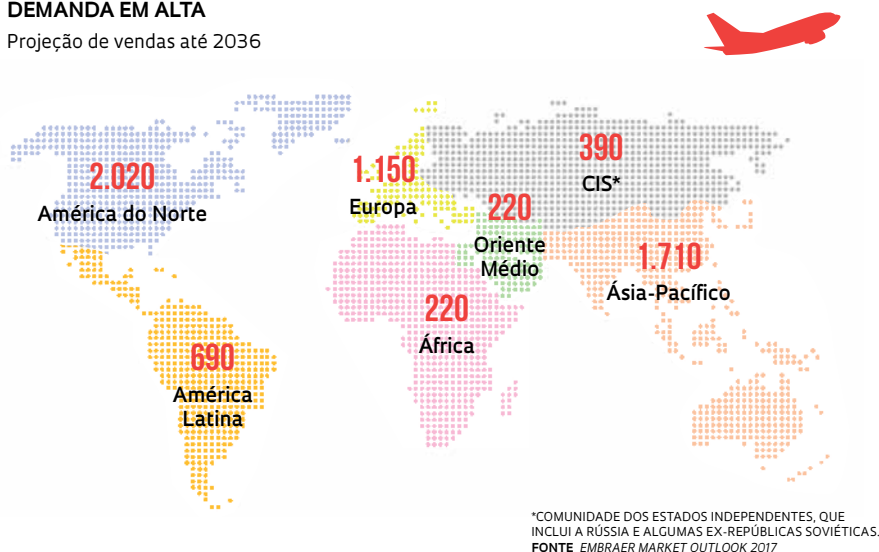 DEMANDA EM ALTA
Projeção de vendas até 2036
2.020
América do Norte
1.150
Europa
390
CIS*
220
Oriente
Médio
1.710
Ásia-Pacífico
220
África
690
América
Latina
*COMUNIDADE DOS ESTADOS INDEPENDENTES, QUE
INCLUI A RÚSSIA E ALGUMAS EX-REPÚBLICAS SOVIÉTICAS.
FONTE EMBRAER MARKET OUTLOOK 2017